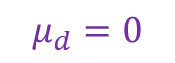 μ_d = 0